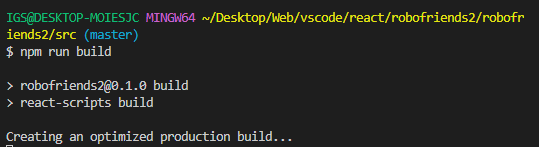 IGS@DESKTOP-MOIESJC MINGW64 ~/Desktop/Web/vscode/react/robofriends2/robofr
iends2/src (master)
$ npm run build
> robofriends2@0.1.0 build
> react-scripts build
Creating an optimized production build...